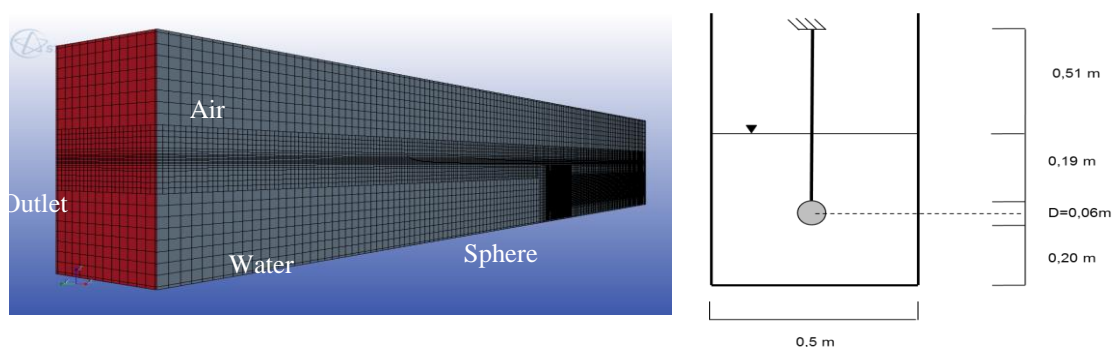 Air
Outlet
Water
Sphere
0,51 m
0,19 m
D=0,06m
0,20 m
0,5 m